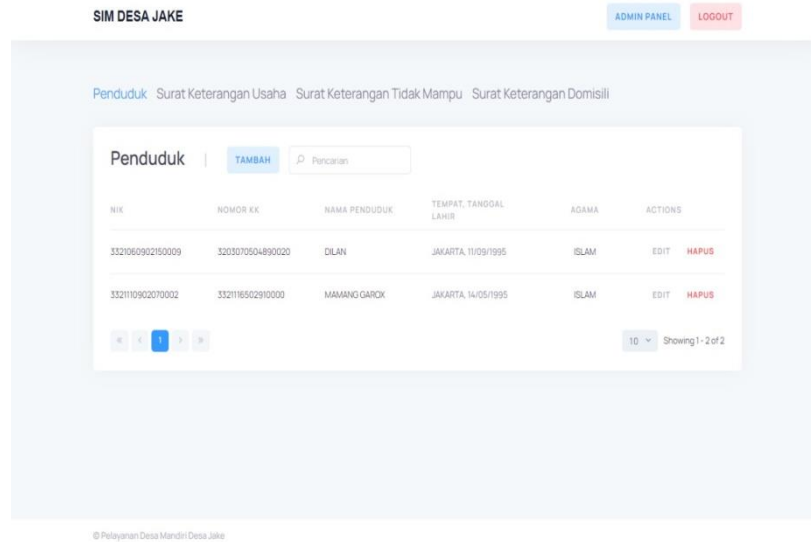 SIM DESA JAKE
ADMIN PANEL LOGOUT
Penduduk Surat Keterangan Usaha Surat Keterangan Tidak Mampu Surat Keterangan Domisili
Penduduk | TAMBAH Pencarian
NIK NOMOR KK NAMA PENDUDUK TEMPAT, TANGGAL LAHIR AGAMA ACTIONS
3321060902150009 3203070504890020 DILAN JAKARTA, 11/09/1995 ISLAM EDIT HAPUS
3321110902070002 3321116502910000 MAMANG GAROX JAKARTA, 14/05/1995 ISLAM EDIT HAPUS
« ‹ 1 › » 10 Showing 1 - 2 of 2
© Pelayanan Desa Mandiri Desa Jake